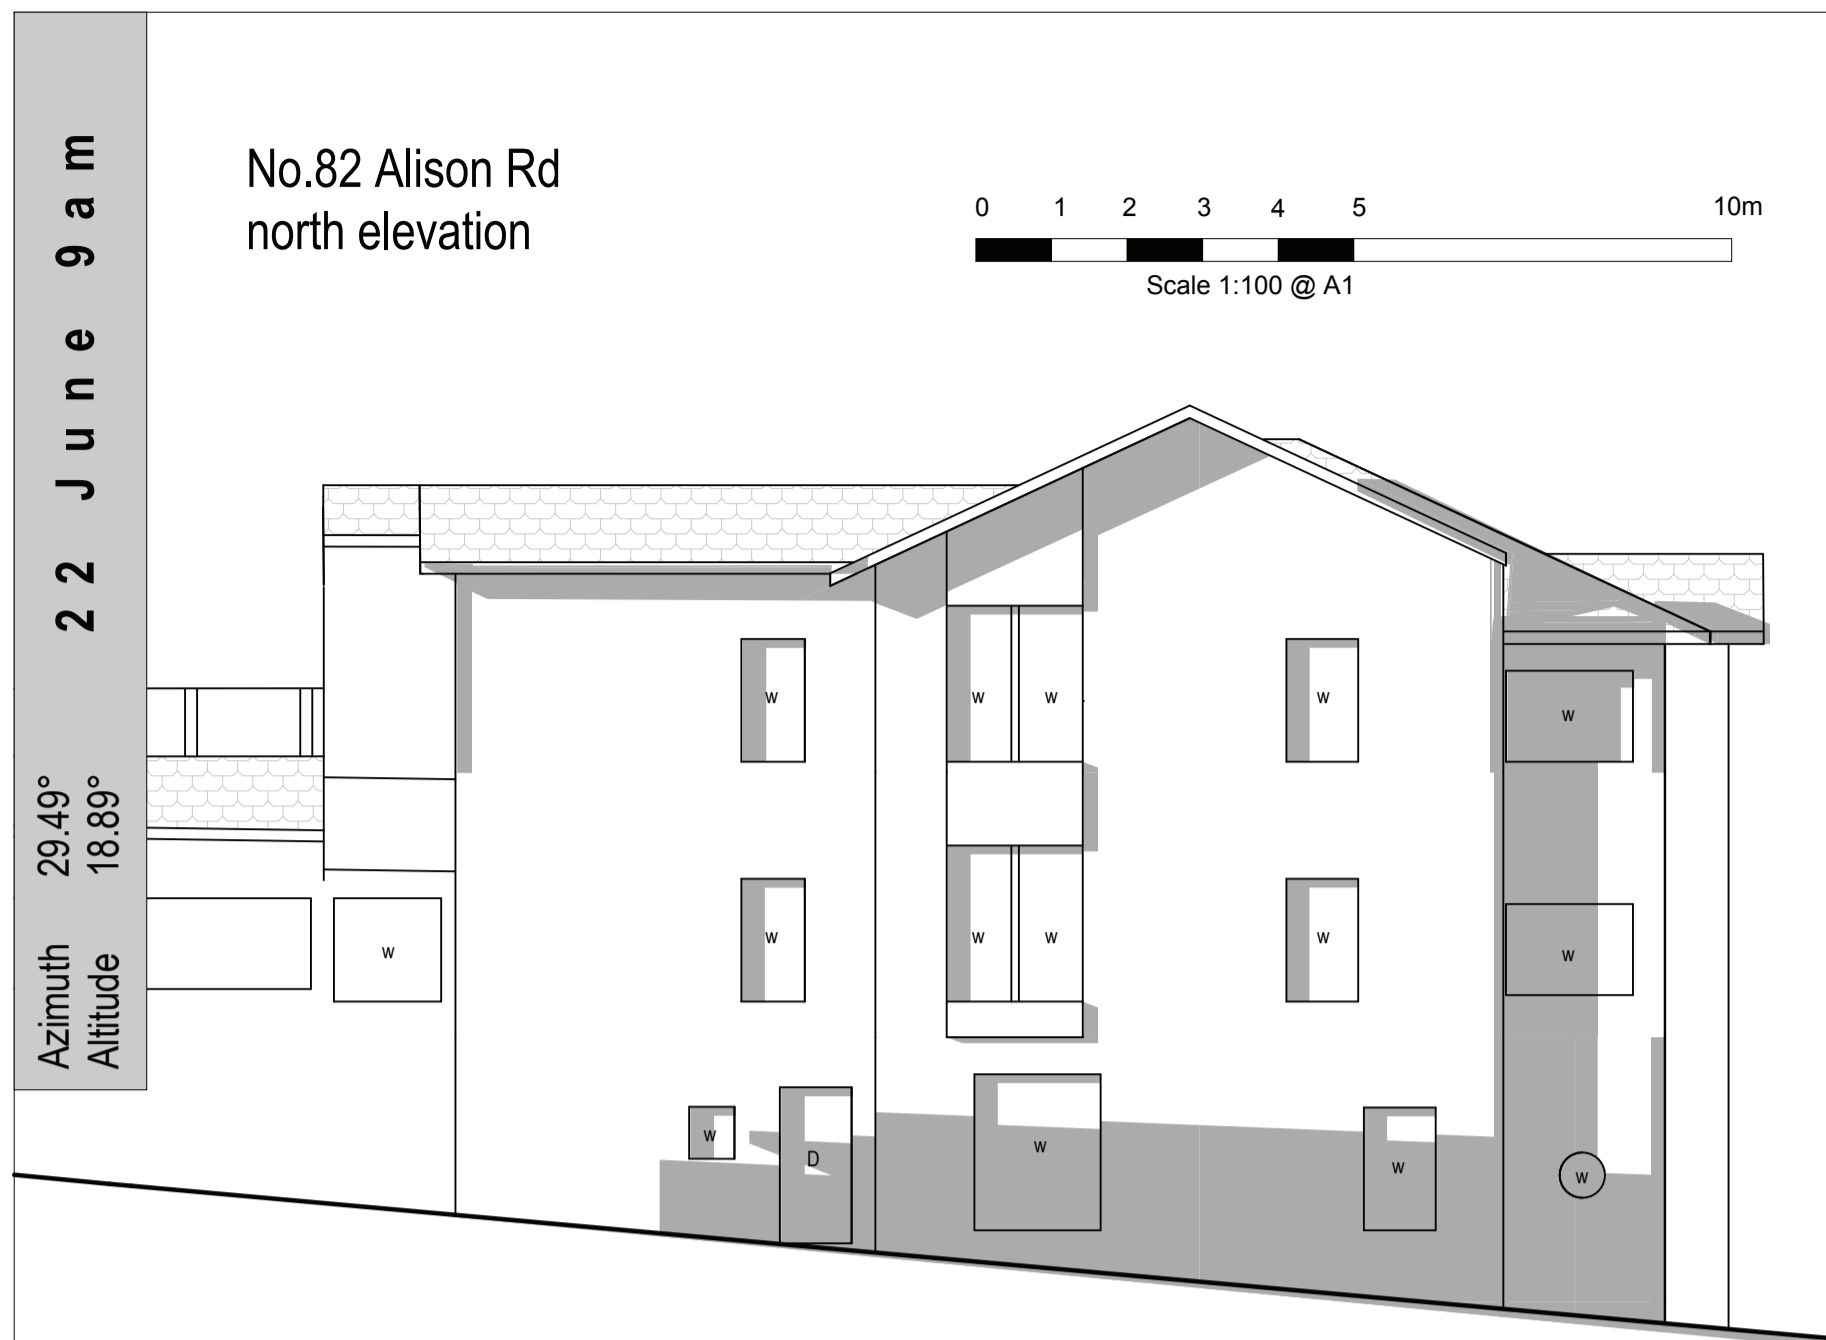 22 June 9am
Azimuth 29.49°
Altitude 18.89°
No.82 Alison Rd
north elevation
0 1 2 3 4 5 10m
Scale 1:100 @ A1
W W W W
W
W W W W
W
W
W
W
D
W
W
W